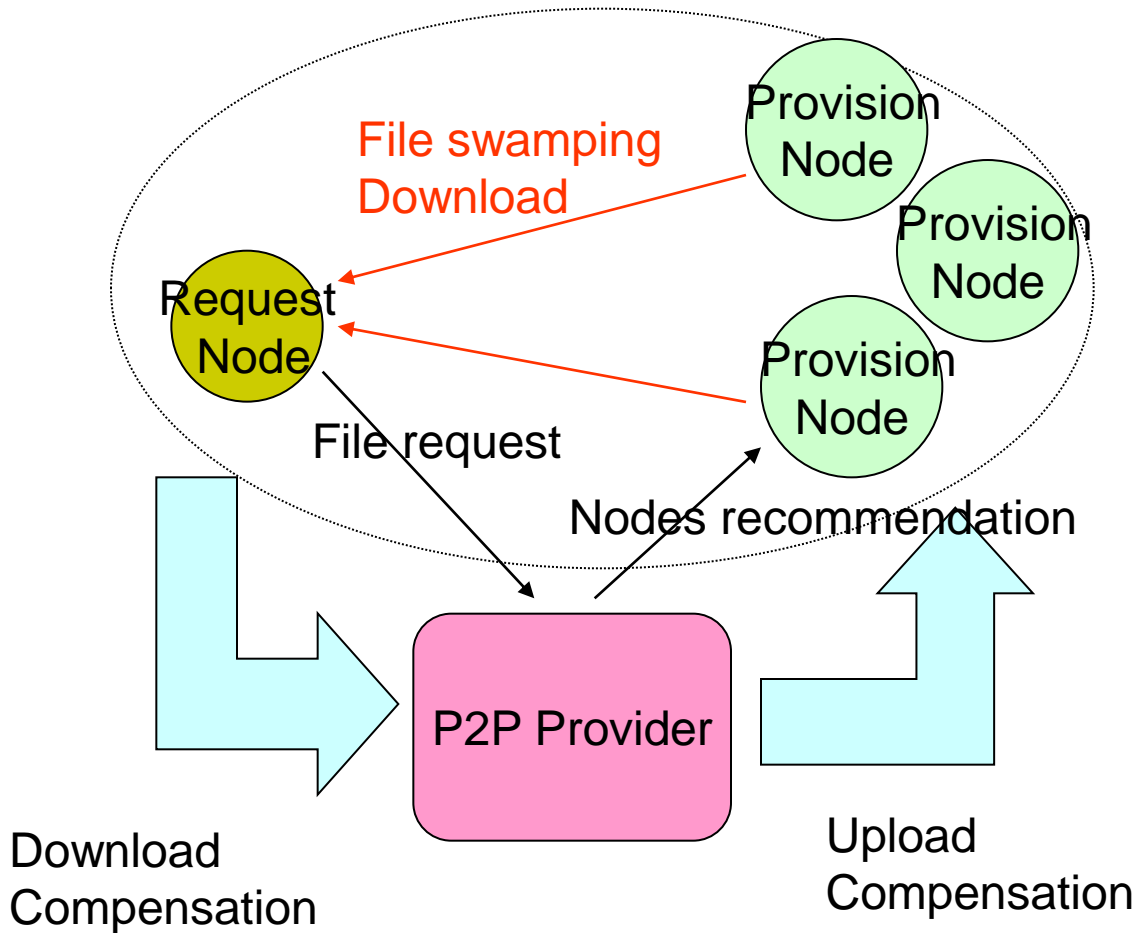 Provision
Node
File swamping
Download
Provision
Node
Request
Node
Provision
Node
File request
Nodes recommendation
P2P Provider
Download
Compensation
Upload
Compensation